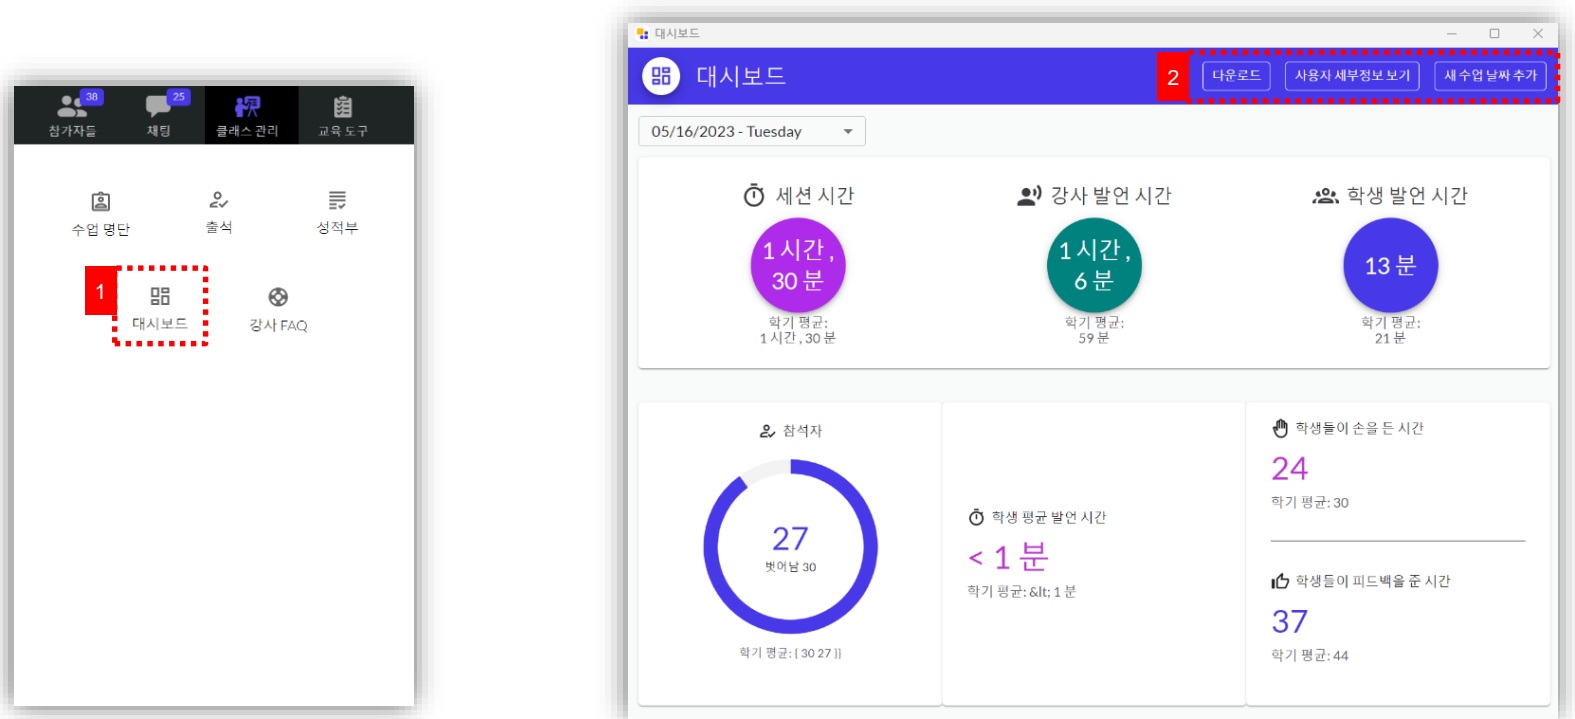 38
25
참가자들
채팅
클래스 관리
교육 도구
수업 명단
출석
성적부
1
대시보드
강사 FAQ
대시보드
대시보드
2
다운로드
사용자 세부정보 보기
새 수업 날짜 추가
05/16/2023 - Tuesday
세션 시간
1 시간 ,
30 분
학기 평균:
1 시간 , 30 분
강사 발언 시간
1 시간 ,
6 분
학기 평균:
59 분
학생 발언 시간
13 분
학기 평균:
21 분
참석자
27
벗어남 30
학기 평균: { 30 27 }}
학생 평균 발언 시간
< 1 분
학기 평균: &lt; 1 분
학생들이 손을 든 시간
24
학기 평균: 30
학생들이 피드백을 준 시간
37
학기 평균: 44